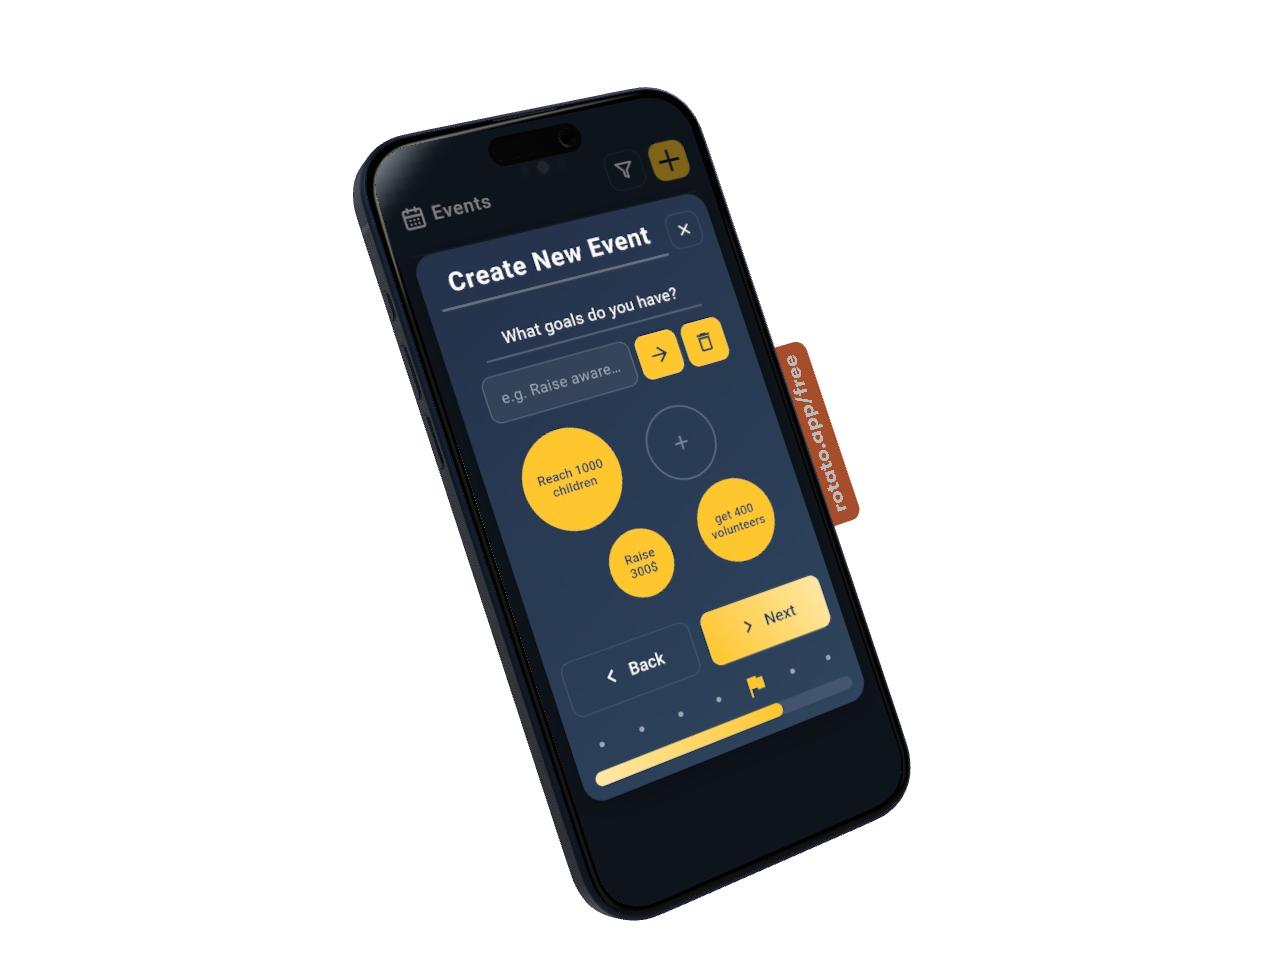 Events
Create New Event
What goals do you have?
e.g. Raise aware...
Reach 1000
children
get 400
volunteers
Raise
300$
Back
Next
rotato.app/free